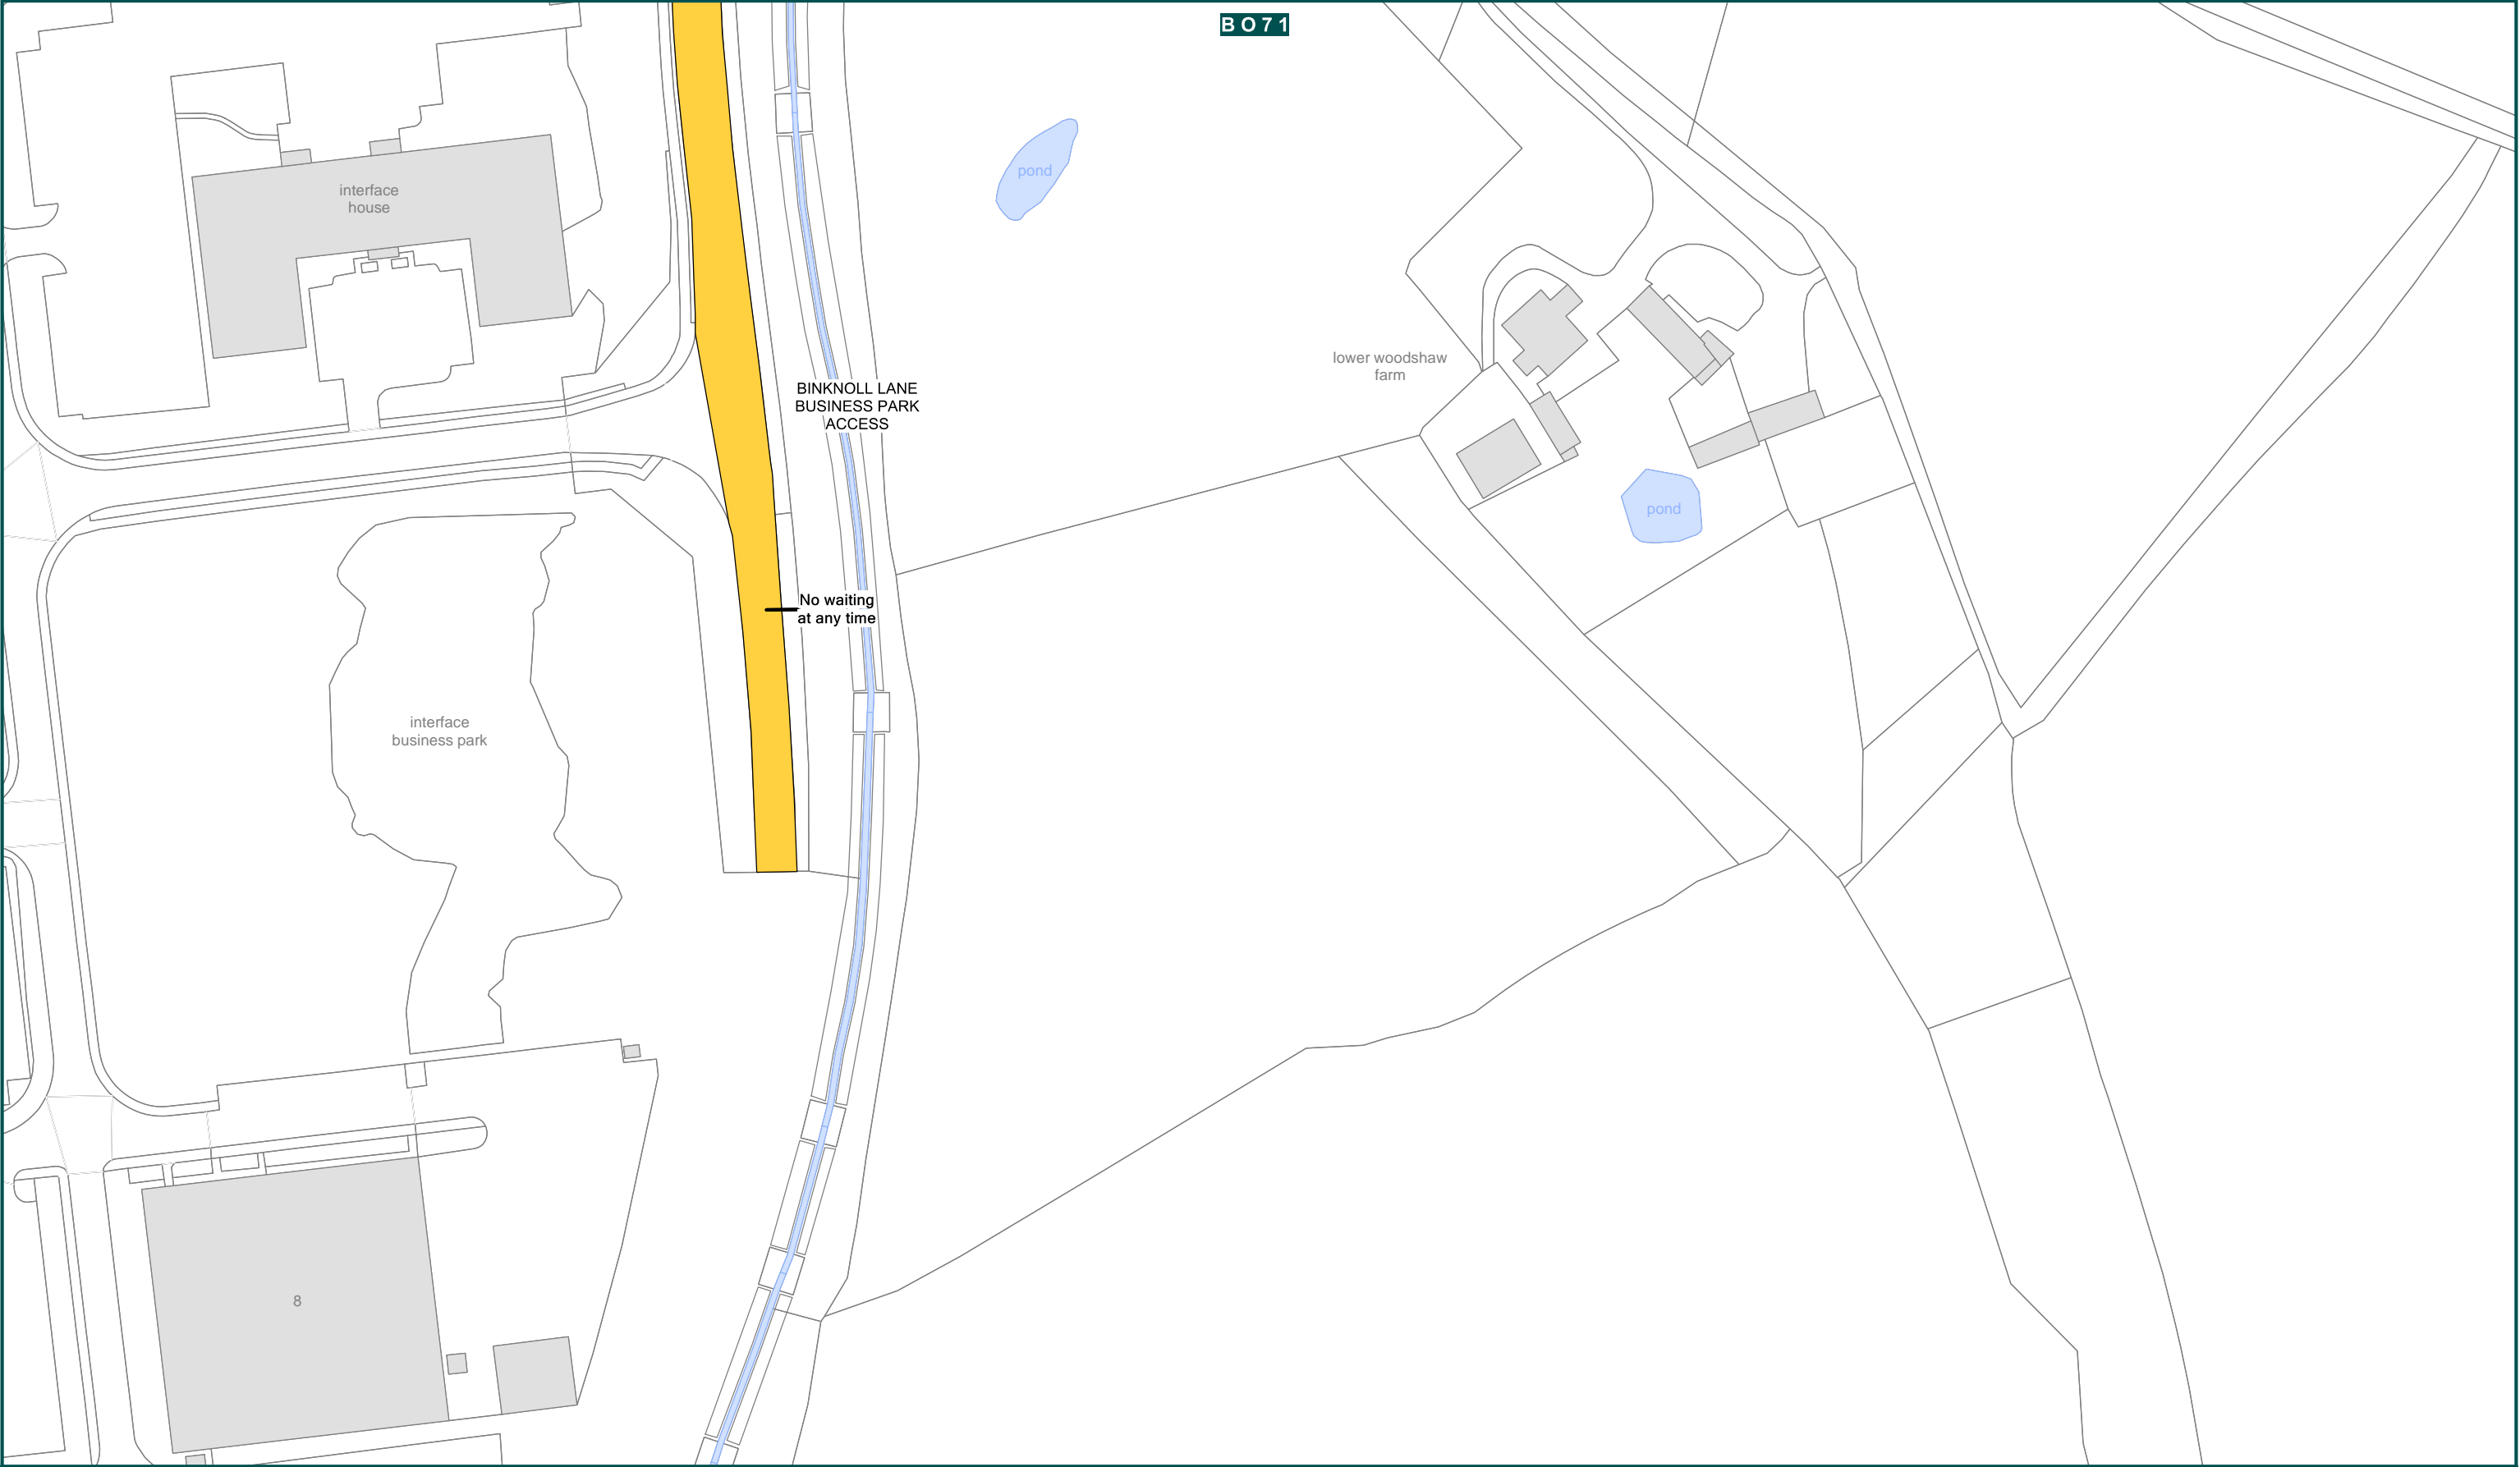 BO71
pond
interface
house
lower woodshaw
farm
BINKNOLL LANE
BUSINESS PARK
ACCESS
pond
No waiting
at any time
interface
business park
8